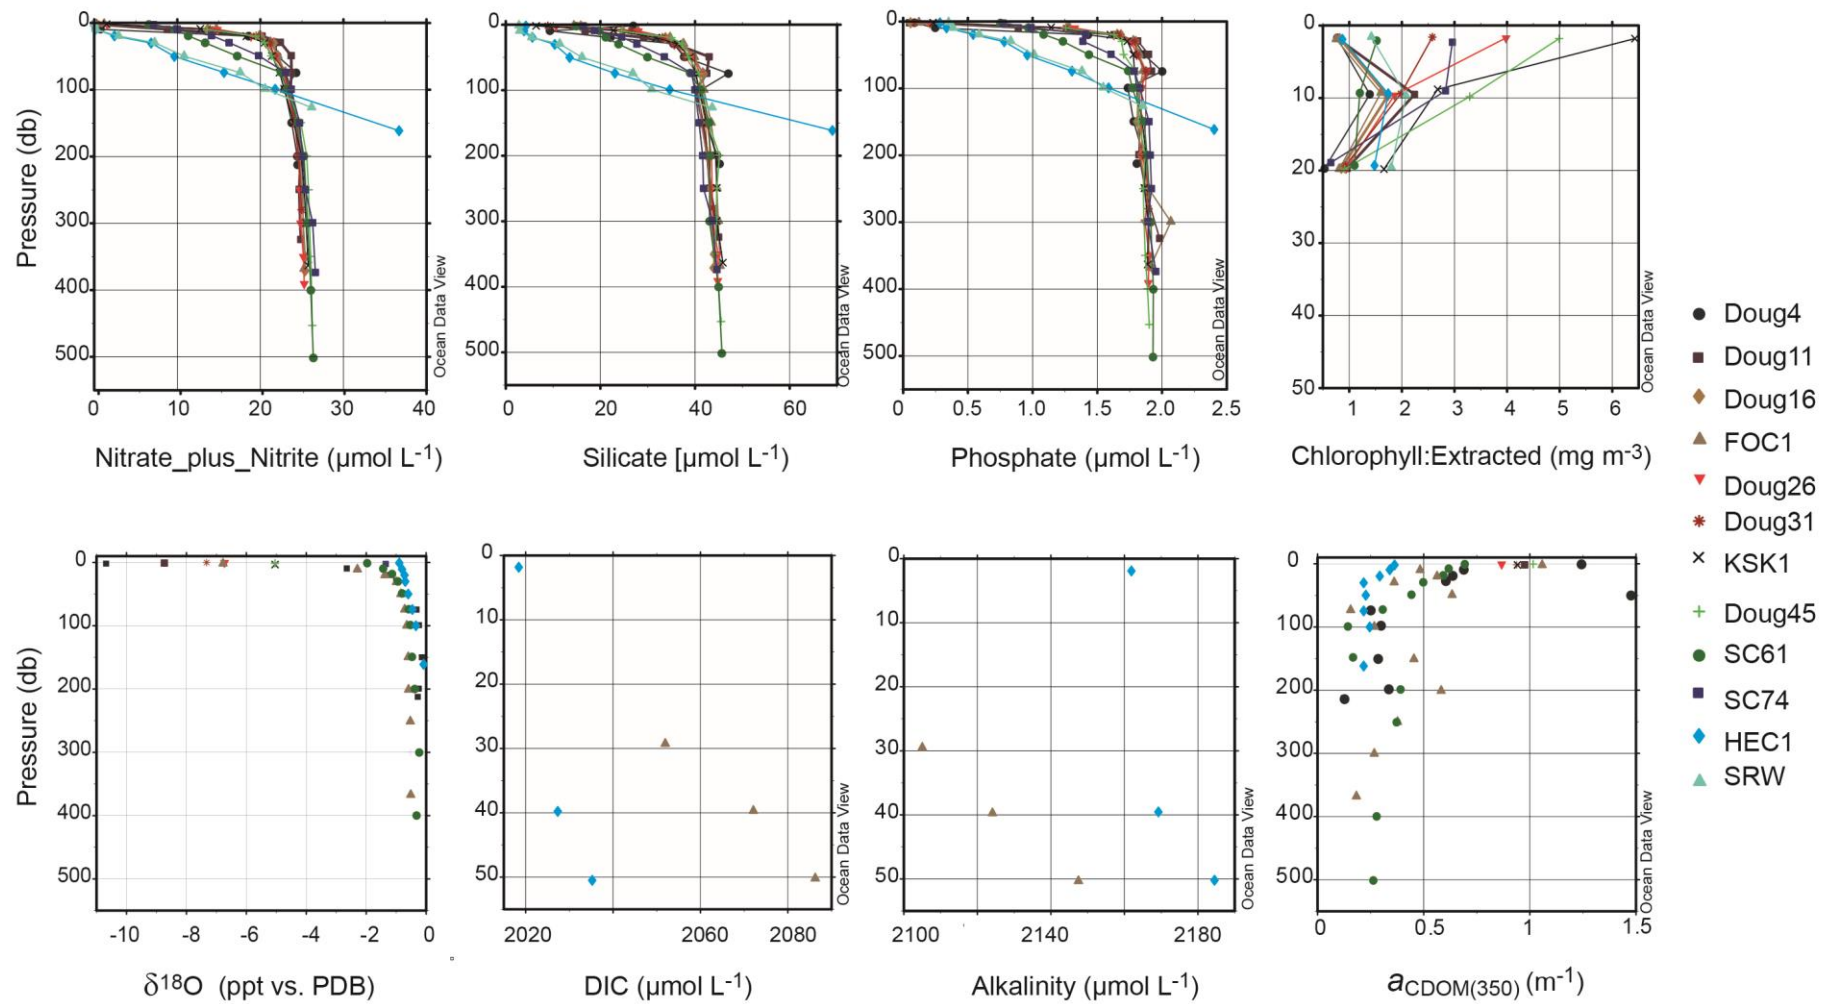 Pressure (db)
0
100
200
300
400
500
0
10
20
30
40
Nitrate_plus_Nitrite (µmol L-1)
Ocean Data View
0
100
200
300
400
500
0
20
40
60
Silicate [µmol L-1)
Ocean Data View
0
100
200
300
400
500
0
0.5
1.0
1.5
2.0
2.5
Phosphate (µmol L-1)
Ocean Data View
0
10
20
30
40
50
1
2
3
4
5
6
Chlorophyll:Extracted (mg m-3)
Ocean Data View
Doug4
Doug11
Doug16
FOC1
Doug26
Doug31
KSK1
Doug45
SC61
SC74
HEC1
SRW
Pressure (db)
0
100
200
300
400
500
-10
-8
-6
-4
-2
0
δ18O (ppt vs. PDB)
0
10
20
30
40
50
2020
2060
2080
DIC (µmol L-1)
Ocean Data View
0
10
20
30
40
50
2100
2140
2180
Alkalinity (µmol L-1)
Ocean Data View
0
100
200
300
400
500
0
0.5
1
1.5
aCDOM(350) (m-1)
Ocean Data View